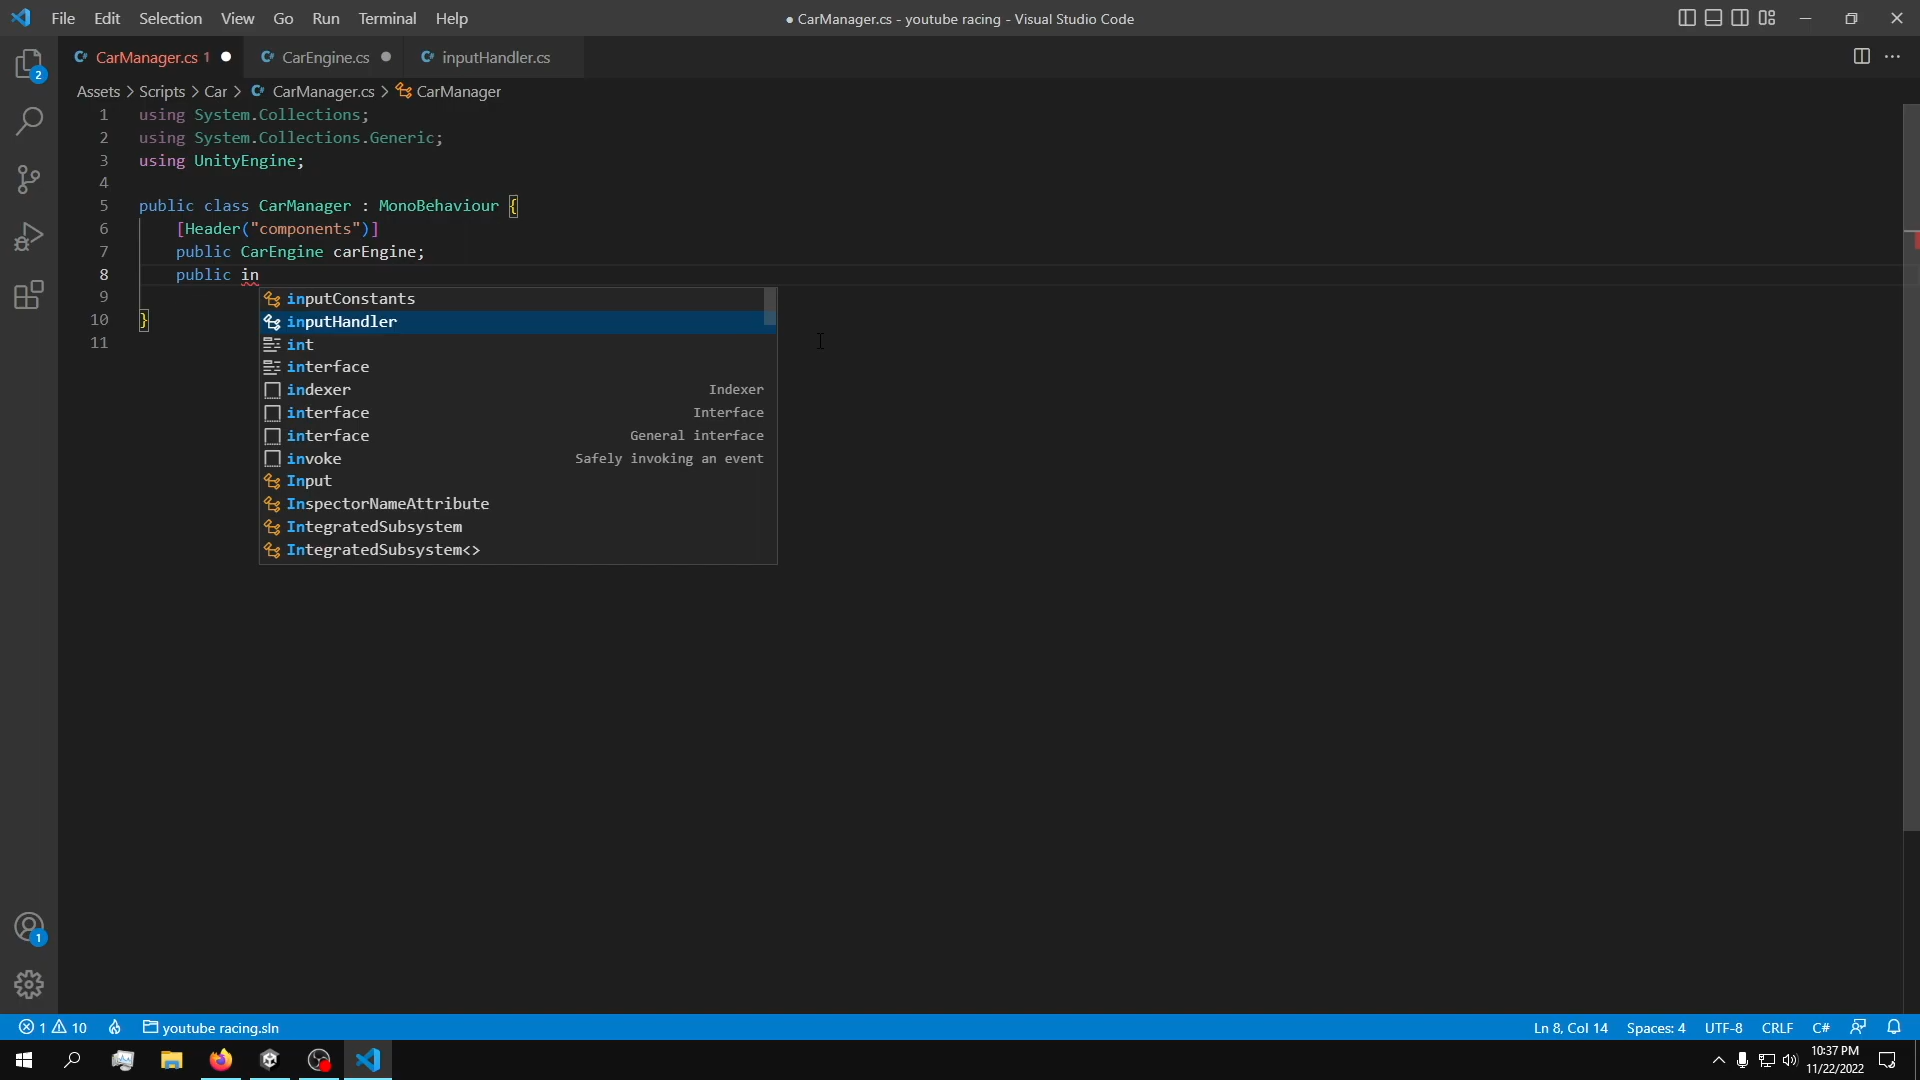 File Edit Selection View Go Run Terminal Help
● CarManager.cs - youtube racing - Visual Studio Code
2
CarManager.cs 1
CarEngine.cs
inputHandler.cs
Assets > Scripts > Car > CarManager.cs > CarManager
1 using System.Collections;
2 using System.Collections.Generic;
3 using UnityEngine;
4
5 public class CarManager : MonoBehaviour {
6 [Header("components")]
7 public CarEngine carEngine;
8 public in
9
10 }
11
inputConstants
inputHandler
int
interface
indexer Indexer
interface Interface
interface General interface
invoke Safely invoking an event
Input
InspectorNameAttribute
IntegratedSubsystem
IntegratedSubsystem<>
1
1 10 youtube racing.sln
Ln 8, Col 14 Spaces: 4 UTF-8 CRLF C#
10:37 PM
11/22/2022